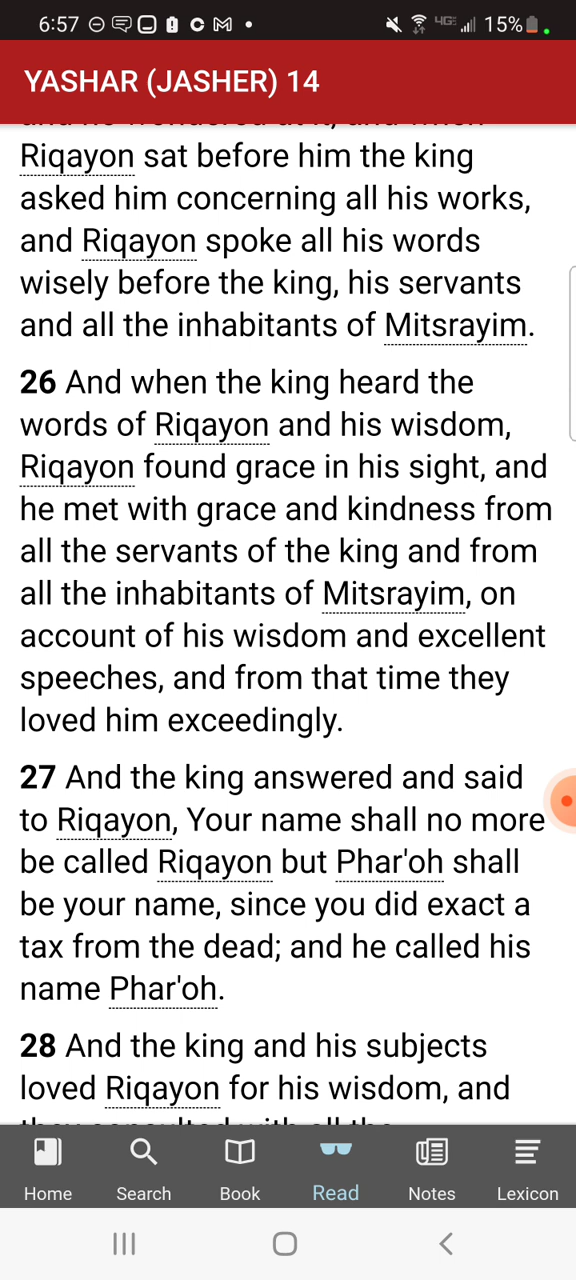 6:57
4G 15%
YASHAR (JASHER) 14
Riqayon sat before him the king
asked him concerning all his works,
and Riqayon spoke all his words
wisely before the king, his servants
and all the inhabitants of Mitsrayim.
26 And when the king heard the
words of Riqayon and his wisdom,
Riqayon found grace in his sight, and
he met with grace and kindness from
all the servants of the king and from
all the inhabitants of Mitsrayim, on
account of his wisdom and excellent
speeches, and from that time they
loved him exceedingly.
27 And the king answered and said
to Riqayon, Your name shall no more
be called Riqayon but Phar'oh shall
be your name, since you did exact a
tax from the dead; and he called his
name Phar'oh.
28 And the king and his subjects
loved Riqayon for his wisdom, and
Home Search Book Read Notes Lexicon